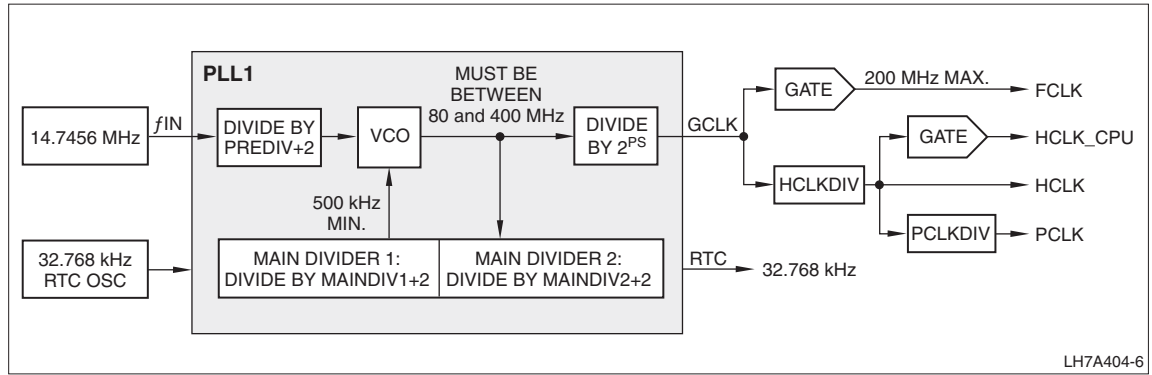 PLL1
14.7456 MHz
ƒIN
DIVIDE BY
PREDIV+2
VCO
MUST BE
BETWEEN
80 and 400 MHz
DIVIDE
BY 2^PS
GCLK
GATE
200 MHz MAX.
FCLK
GATE
HCLK_CPU
HCLKDIV
HCLK
PCLKDIV
PCLK
500 kHz
MIN.
32.768 kHz
RTC OSC
MAIN DIVIDER 1:
DIVIDE BY MAINDIV1+2
MAIN DIVIDER 2:
DIVIDE BY MAINDIV2+2
RTC
32.768 kHz
LH7A404-6